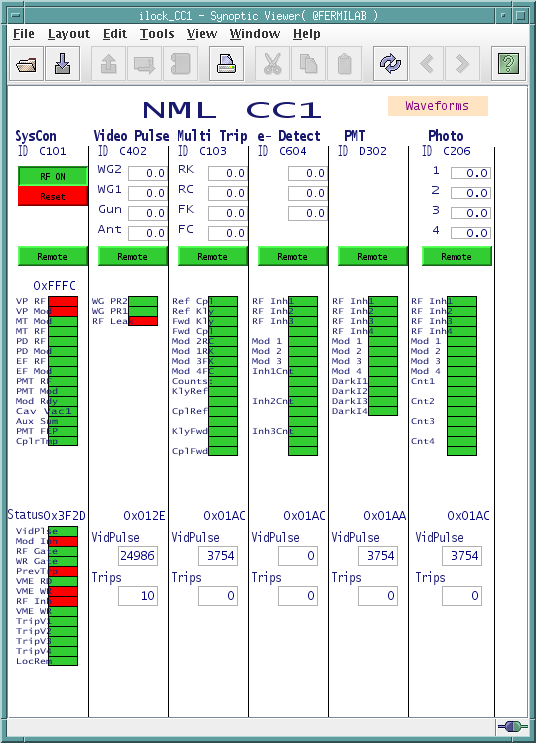 ilock_CC1 - Synoptic Viewer( @FERMILAB )
File Layout Edit Tools View Window Help
NML CC1
Waveforms
SysCon Video Pulse Multi Trip e- Detect PMT Photo
ID C101 ID C402 ID C103 ID C604 ID D302 ID C206
RF ON
Reset
WG2 0.0
WG1 0.0
Gun 0.0
Ant 0.0
RK 0.0
RC 0.0
FK 0.0
FC 0.0
0.0
0.0
0.0
1 0.0
2 0.0
3 0.0
4 0.0
Remote Remote Remote Remote Remote Remote
0xFFFC
VP RF
VP Mod
MT Mod
MT RF
PD RF
PD Mod
EF RF
EF Mod
PMT RF
PMT Mod
Mod Rdy
Cav Vac1
Aux Sum
PMT FEP
CplrTmp
WG PR2
WG PR1
RF Lea
Ref Cpl
Ref Kly
Fwd Kly
Fwd Cpl
Mod 2RC
Mod 1RK
Mod 3FK
Mod 4FC
Counts:
KlyRef
CplRef
KlyFwd
CplFwd
RF Inh1
RF Inh2
RF Inh3
Mod 1
Mod 2
Mod 3
Inh1Cnt
Inh2Cnt
Inh3Cnt
RF Inh1
RF Inh2
RF Inh3
RF Inh4
Mod 1
Mod 2
Mod 3
Mod 4
DarkI1
DarkI2
DarkI3
DarkI4
RF Inh1
RF Inh2
RF Inh3
RF Inh4
Mod 1
Mod 2
Mod 3
Mod 4
Cnt1
Cnt2
Cnt3
Cnt4
Status 0x3F2D 0x012E 0x01AC 0x01AC 0x01AA 0x01AC
VidPlse
Mod Inh
RF Gate
WR Gate
PrevTrp
VME RD
VME WE
RF Inh
VME WR
TripV1
TripV2
TripV3
TripV4
LocRem
VidPulse VidPulse VidPulse VidPulse VidPulse
24986 3754 0 3754 3754
Trips Trips Trips Trips Trips
10 0 0 0 0